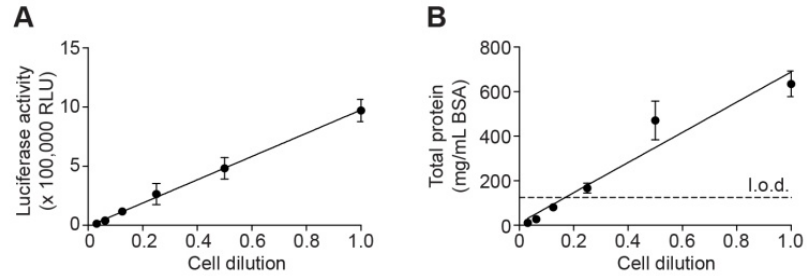 A
Luciferase activity
(x 100,000 RLU)
15
10
5
0
0 0.2 0.4 0.6 0.8 1.0
Cell dilution
B
Total protein
(mg/mL BSA)
800
600
400
200
0
l.o.d.
0 0.2 0.4 0.6 0.8 1.0
Cell dilution